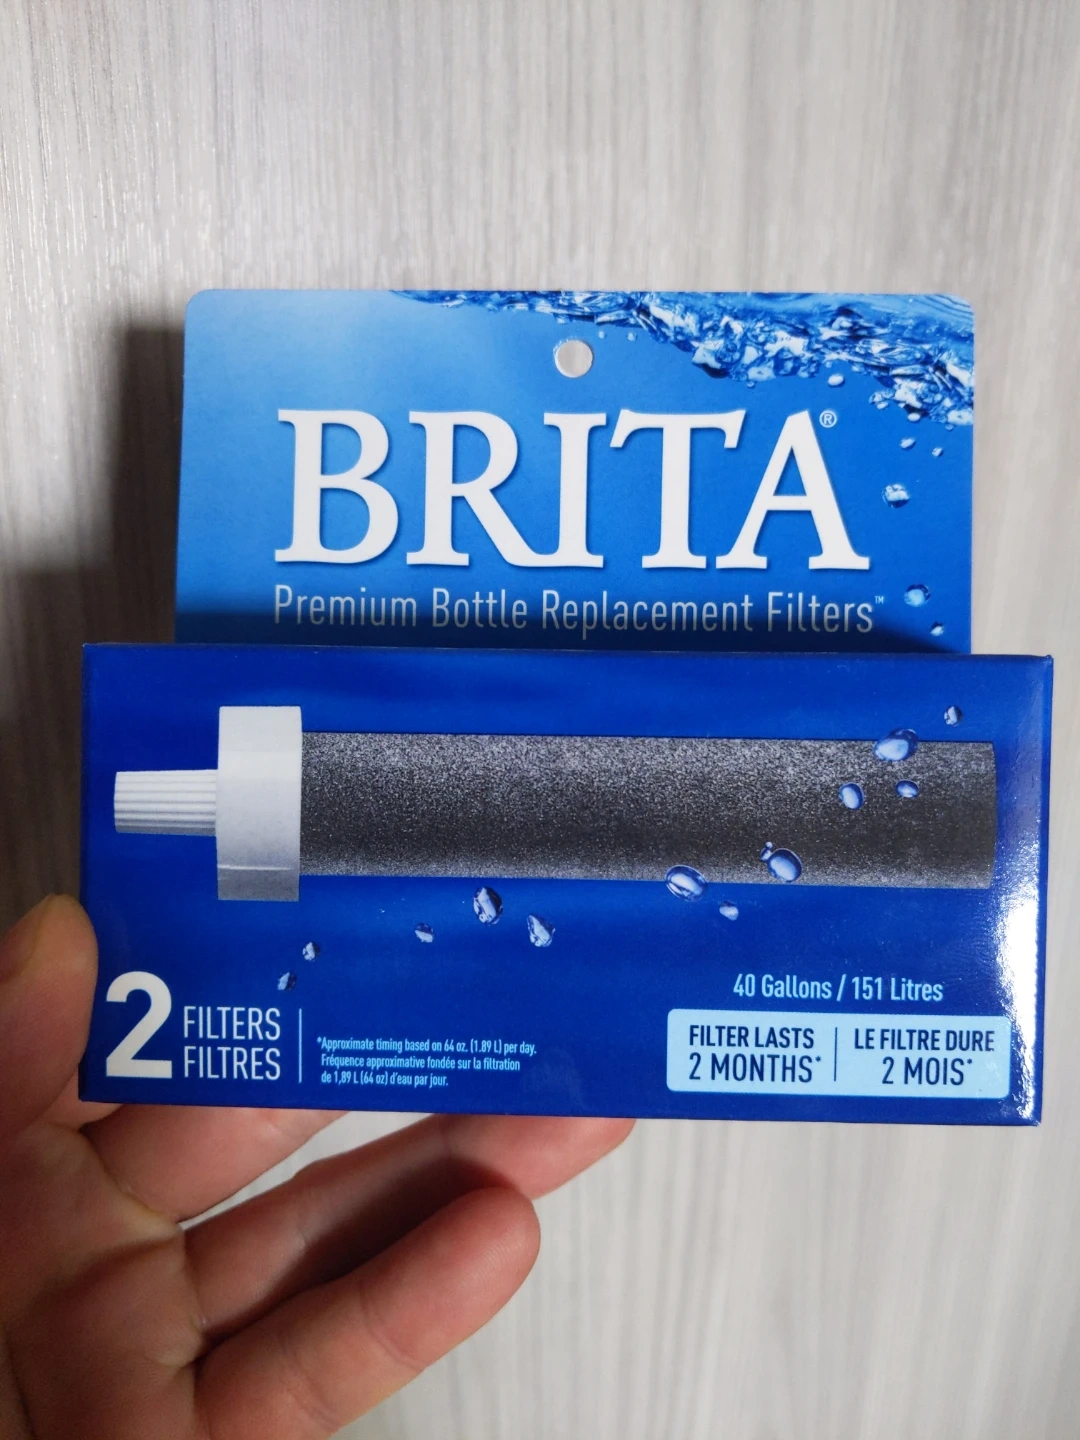 BRITA®
Premium Bottle Replacement Filters™
2 FILTERS
FILTRES
*Approximate timing based on 64 oz. (1.89 L) per day.
Fréquence approximative fondée sur la filtration
de 1,89 L (64 oz) d'eau par jour.
40 Gallons / 151 Litres
FILTER LASTS
2 MONTHS*
LE FILTRE DURE
2 MOIS*